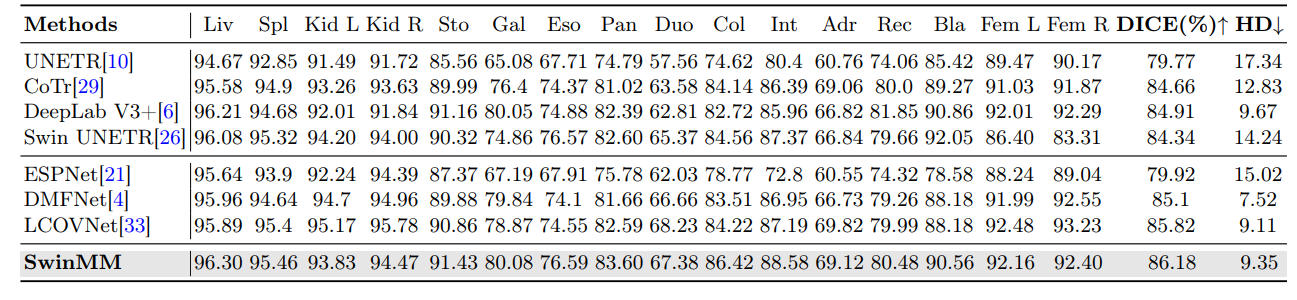 Methods Liv Spl Kid L Kid R Sto Gal Eso Pan Duo Col Int Adr Rec Bla Fem L Fem R DICE(%)↑ HD↓
UNETR[10] 94.67 92.85 91.49 91.72 85.56 65.08 67.71 74.79 57.56 74.62 80.4 60.76 74.06 85.42 89.47 90.17 79.77 17.34
CoTr[29] 95.58 94.9 93.26 93.63 89.99 76.4 74.37 81.02 63.58 84.14 86.39 69.06 80.0 89.27 91.03 91.87 84.66 12.83
DeepLab V3+[6] 96.21 94.68 92.01 91.84 91.16 80.05 74.88 82.39 62.81 82.72 85.96 66.82 81.85 90.86 92.01 92.29 84.91 9.67
Swin UNETR[26] 96.08 95.32 94.20 94.00 90.32 74.86 76.57 82.60 65.37 84.56 87.37 66.84 79.66 92.05 86.40 83.31 84.34 14.24
ESPNet[21] 95.64 93.9 92.24 94.39 87.37 67.19 67.91 75.78 62.03 78.77 72.8 60.55 74.32 78.58 88.24 89.04 79.92 15.02
DMFNet[4] 95.96 94.64 94.7 94.96 89.88 79.84 74.1 81.66 66.66 83.51 86.95 66.73 79.26 88.18 91.99 92.55 85.1 7.52
LCOVNet[33] 95.89 95.4 95.17 95.78 90.86 78.87 74.55 82.59 68.23 84.22 87.19 69.82 79.99 88.18 92.48 93.23 85.82 9.11
SwinMM 96.30 95.46 93.83 94.47 91.43 80.08 76.59 83.60 67.38 86.42 88.58 69.12 80.48 90.56 92.16 92.40 86.18 9.35